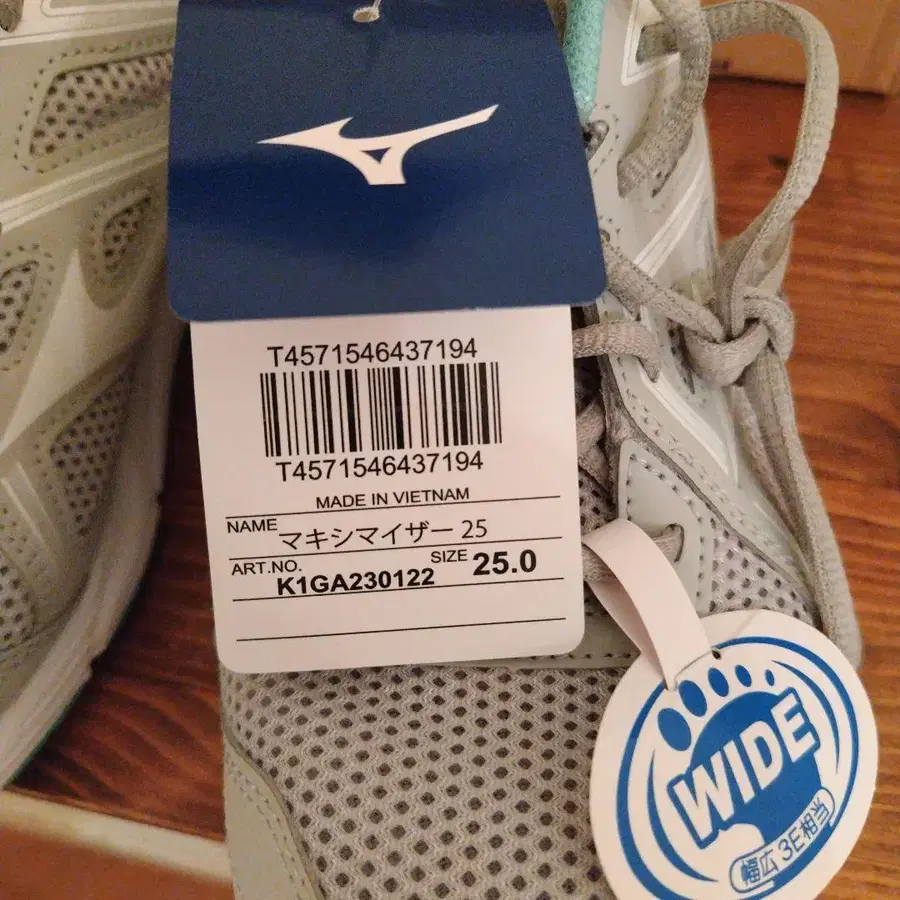 T4571546437194
T4571546437194
MADE IN VIETNAM
NAME マキシマイザー 25
ART.NO. K1GA230122 SIZE 25.0
WIDE
幅広 3E相当